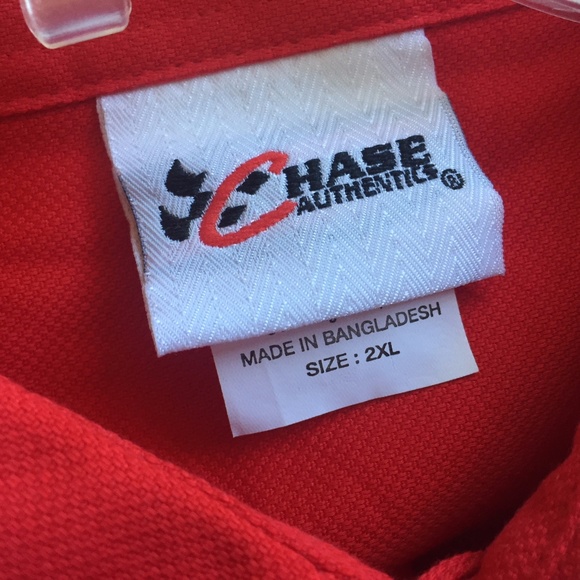 CHASE
AUTHENTICS®
MADE IN BANGLADESH
SIZE : 2XL